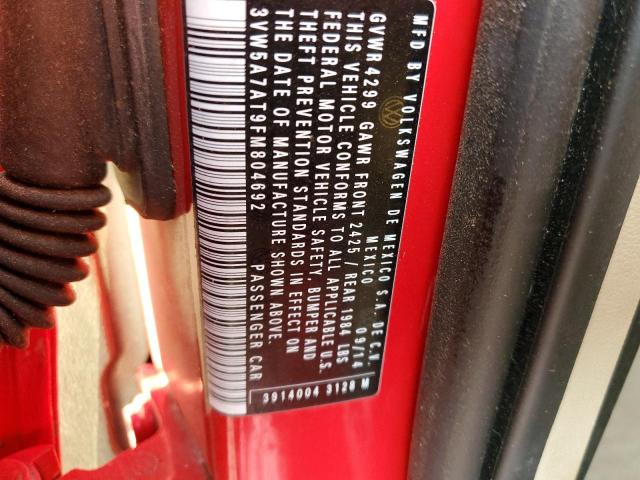 MFD BY VOLKSWAGEN DE MEXICO S.A. DE C.V.
MEXICO 09/14
GVWR 4299 GAWR FRONT 2425 / REAR 1984 LBS
THIS VEHICLE CONFORMS TO ALL APPLICABLE U.S.
FEDERAL MOTOR VEHICLE SAFETY, BUMPER AND
THEFT PREVENTION STANDARDS IN EFFECT ON
THE DATE OF MANUFACTURE SHOWN ABOVE.
3VW5A7AT9FM804692 PASSENGER CAR
3914004 3128 M